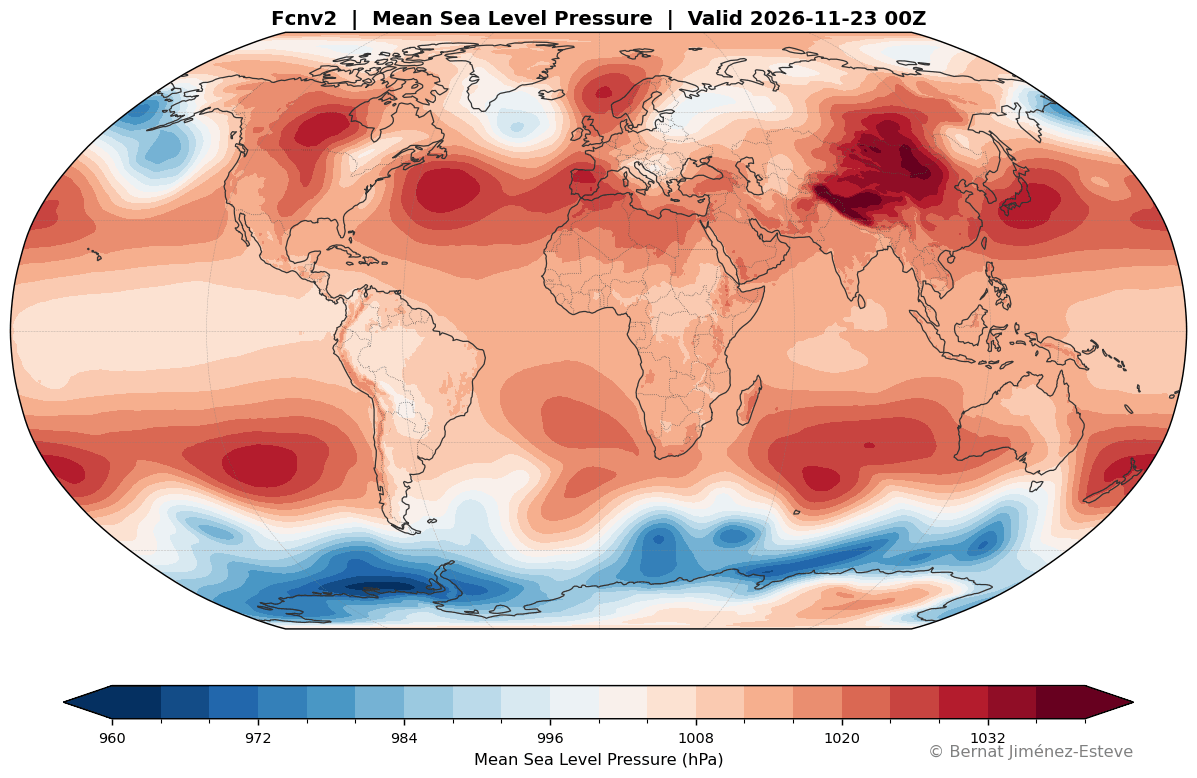 Fcnv2 | Mean Sea Level Pressure | Valid 2026-11-23 00Z
960 972 984 996 1008 1020 1032
Mean Sea Level Pressure (hPa)
© Bernat Jiménez-Esteve